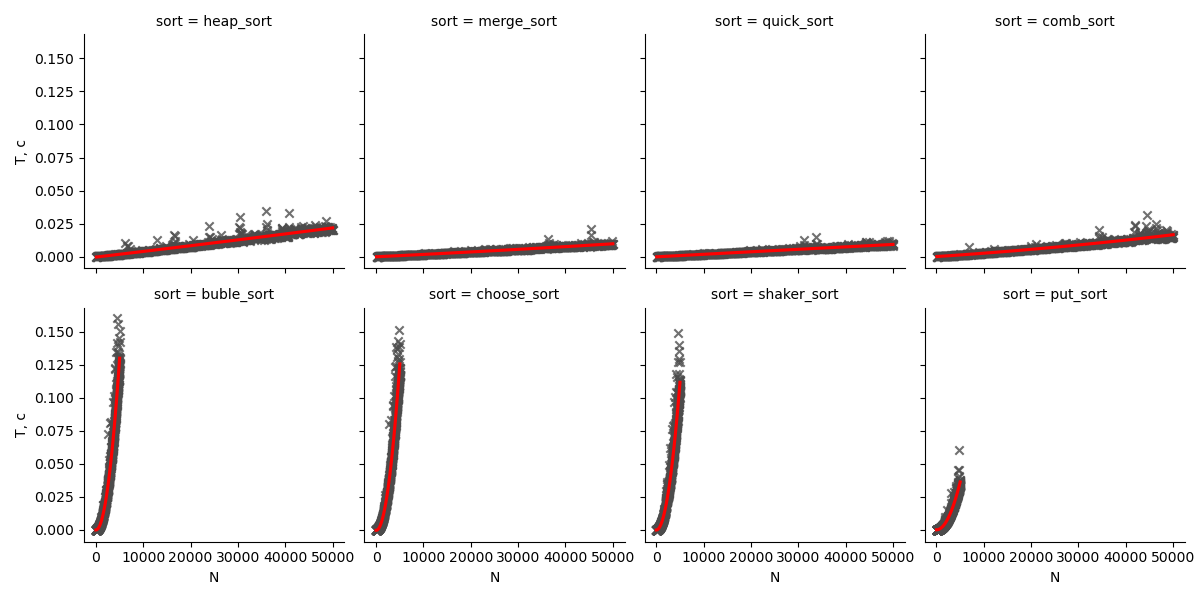 sort = heap_sort sort = merge_sort sort = quick_sort sort = comb_sort
0.150
0.125
0.100
0.075
0.050
0.025
0.000
T, c
sort = buble_sort sort = choose_sort sort = shaker_sort sort = put_sort
0.150
0.125
0.100
0.075
0.050
0.025
0.000
T, c
0 10000 20000 30000 40000 50000 0 10000 20000 30000 40000 50000 0 10000 20000 30000 40000 50000 0 10000 20000 30000 40000 50000
N N N N